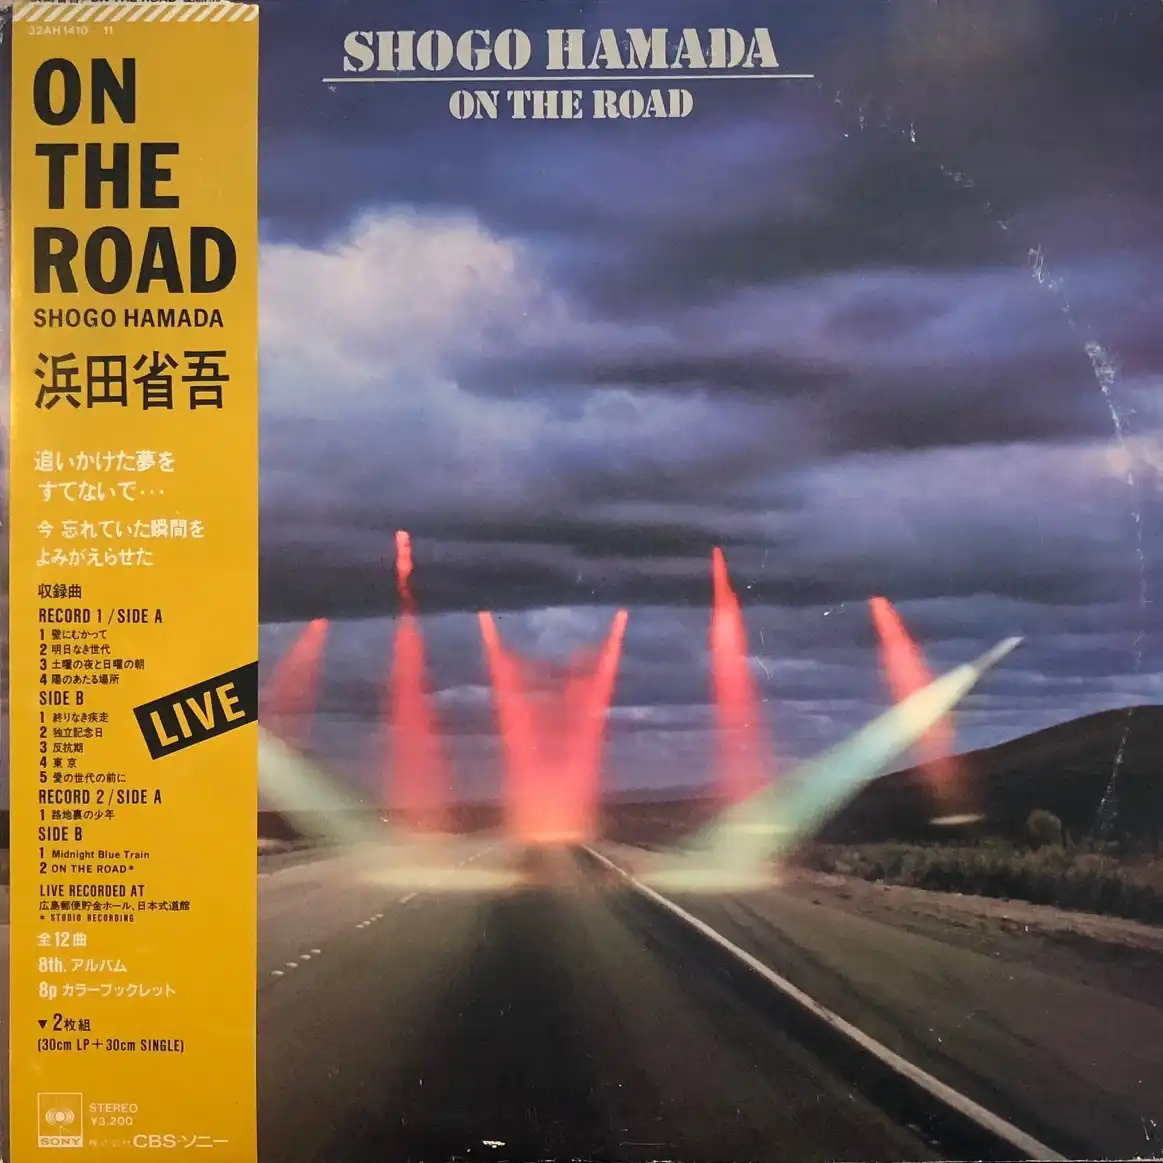 32AH 1410 - 11
ON
THE
ROAD
SHOGO HAMADA
浜田省吾
追いかけた夢を
すてないで・・・
今 忘れていた瞬間を
よみがえらせた
収録曲
RECORD 1 / SIDE A
1 壁にむかって
2 明日なき世代
3 土曜の夜と日曜の朝
4 陽のあたる場所
SIDE B
1 終りなき疾走
2 独立記念日
3 反抗期
4 東京
5 愛の世代の前に
RECORD 2 / SIDE A
1 路地裏の少年
SIDE B
1 Midnight Blue Train
2 ON THE ROAD*
LIVE RECORDED AT
広島郵便貯金ホール、日本武道館
* STUDIO RECORDING
全12曲
8th. アルバム
8p カラーブックレット
▼2枚組
(30cm LP+30cm SINGLE)
LIVE
SONY
STEREO
¥3,200
CBS・ソニー
SHOGO HAMADA
ON THE ROAD